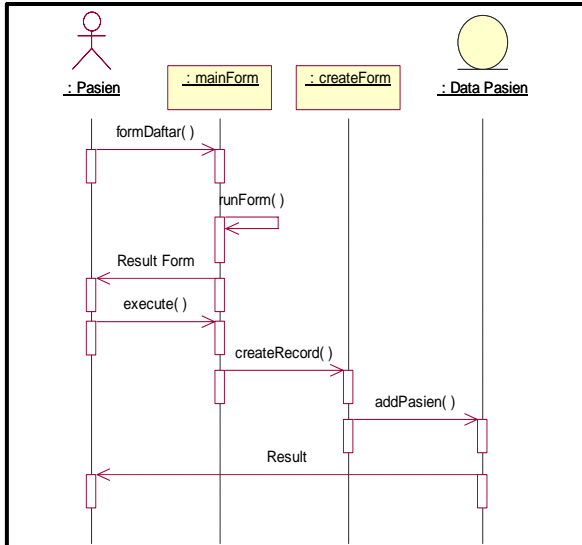 : Pasien
: mainForm
: createForm
: Data Pasien
formDaftar( )
runForm( )
Result Form
execute( )
createRecord( )
addPasien( )
Result